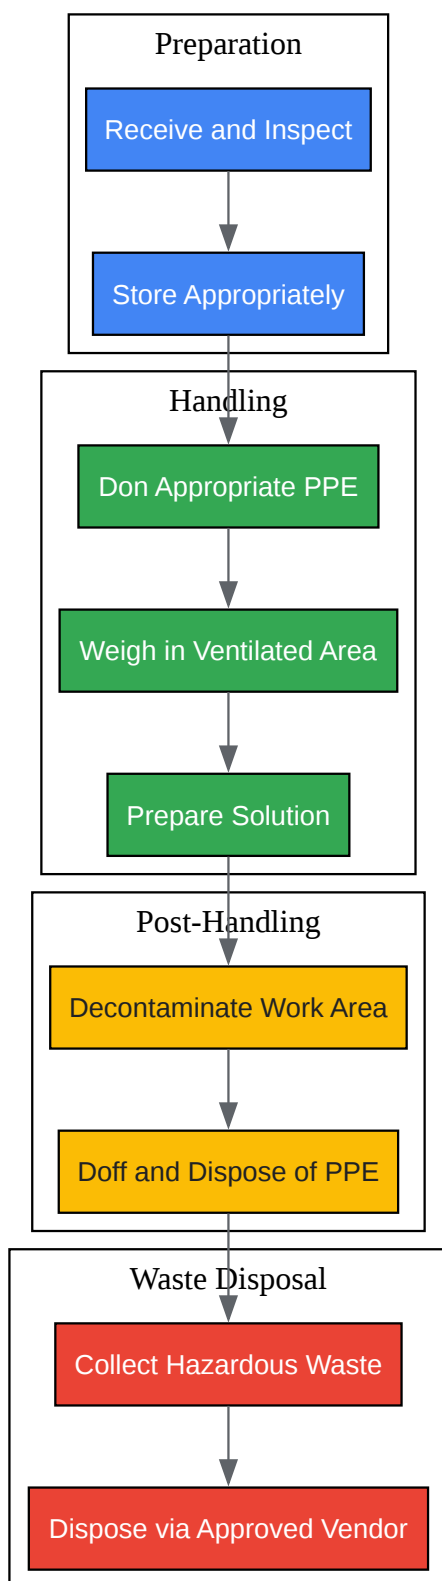 Preparation
Receive and Inspect
Store Appropriately
Handling
Don Appropriate PPE
Weigh in Ventilated Area
Prepare Solution
Post-Handling
Decontaminate Work Area
Doff and Dispose of PPE
Waste Disposal
Collect Hazardous Waste
Dispose via Approved Vendor